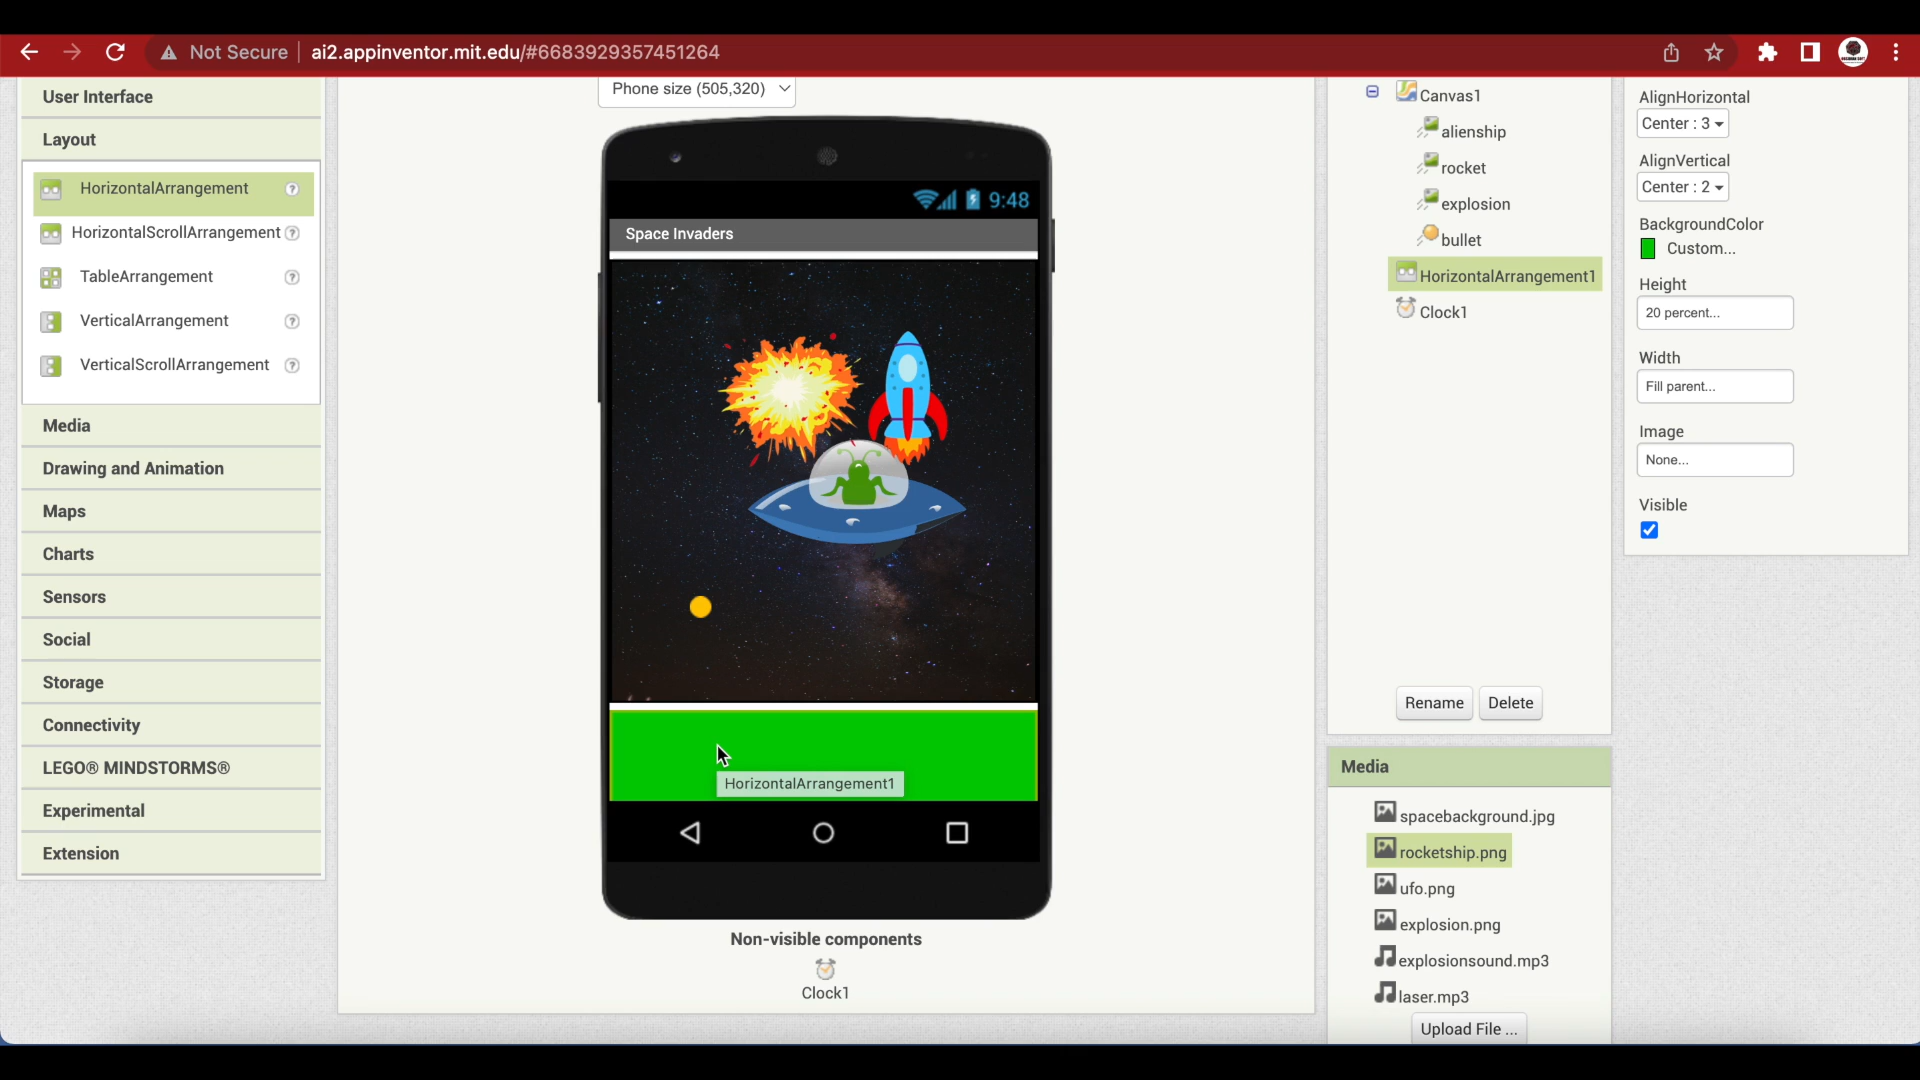 Not Secure
ai2.appinventor.mit.edu/#6683929357451264
User Interface
Layout
HorizontalArrangement
?
HorizontalScrollArrangement
?
TableArrangement
?
VerticalArrangement
?
VerticalScrollArrangement
?
Media
Drawing and Animation
Maps
Charts
Sensors
Social
Storage
Connectivity
LEGO® MINDSTORMS®
Experimental
Extension
Phone size (505,320)
9:48
Space Invaders
HorizontalArrangement1
Non-visible components
Clock1
Canvas1
alienship
rocket
explosion
bullet
HorizontalArrangement1
Clock1
Rename
Delete
Media
spacebackground.jpg
rocketship.png
ufo.png
explosion.png
explosionsound.mp3
laser.mp3
Upload File ...
AlignHorizontal
Center : 3
AlignVertical
Center : 2
BackgroundColor
Custom...
Height
20 percent...
Width
Fill parent...
Image
None...
Visible